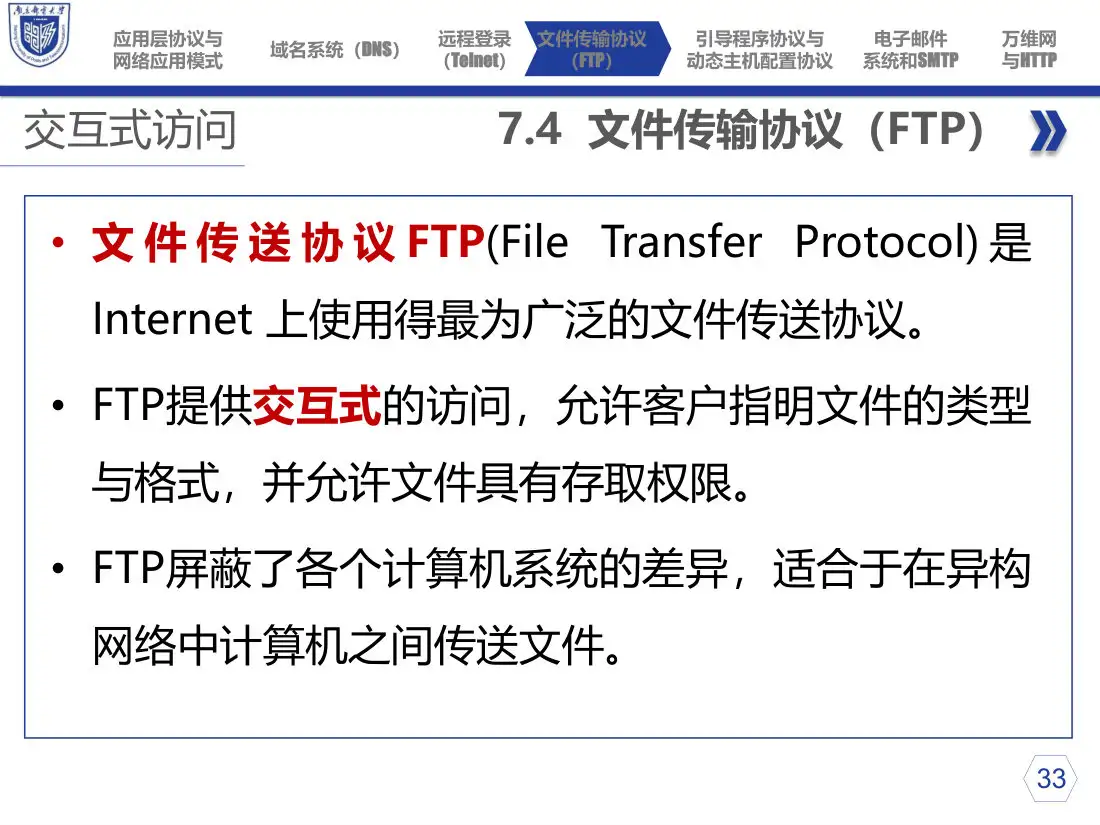 南京邮电大学
应用层协议与
网络应用模式
域名系统（DNS）
远程登录
（Telnet）
文件传输协议
（FTP）
引导程序协议与
动态主机配置协议
电子邮件
系统和SMTP
万维网
与HTTP
交互式访问
7.4 文件传输协议（FTP）
• 文件传送协议FTP(File Transfer Protocol)是
Internet 上使用得最为广泛的文件传送协议。
• FTP提供交互式的访问，允许客户指明文件的类型
与格式，并允许文件具有存取权限。
• FTP屏蔽了各个计算机系统的差异，适合于在异构
网络中计算机之间传送文件。
33